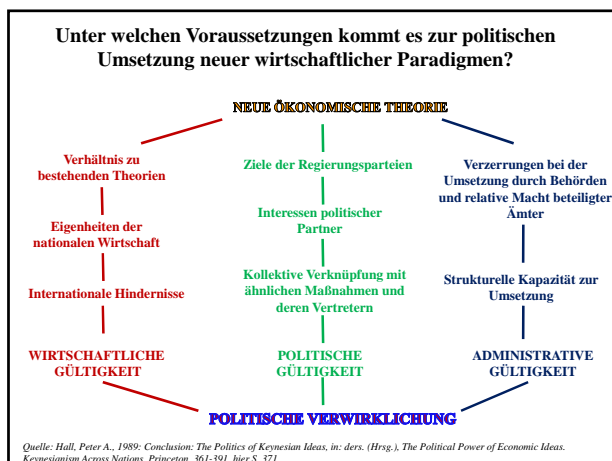 Unter welchen Voraussetzungen kommt es zur politischen
Umsetzung neuer wirtschaftlicher Paradigmen?
NEUE ÖKONOMISCHE THEORIE
Verhältnis zu
bestehenden Theorien
Eigenheiten der
nationalen Wirtschaft
Internationale Hindernisse
WIRTSCHAFTLICHE
GÜLTIGKEIT
Ziele der Regierungsparteien
Interessen politischer
Partner
Kollektive Verknüpfung mit
ähnlichen Maßnahmen und
deren Vertretern
POLITISCHE
GÜLTIGKEIT
Verzerrungen bei der
Umsetzung durch Behörden
und relative Macht beteiligter
Ämter
Strukturelle Kapazität zur
Umsetzung
ADMINISTRATIVE
GÜLTIGKEIT
POLITISCHE VERWIRKLICHUNG
Quelle: Hall, Peter A., 1989: Conclusion: The Politics of Keynesian Ideas, in: ders. (Hrsg.), The Political Power of Economic Ideas.
Keynesianism Across Nations. Princeton, 361-391, hier S. 371